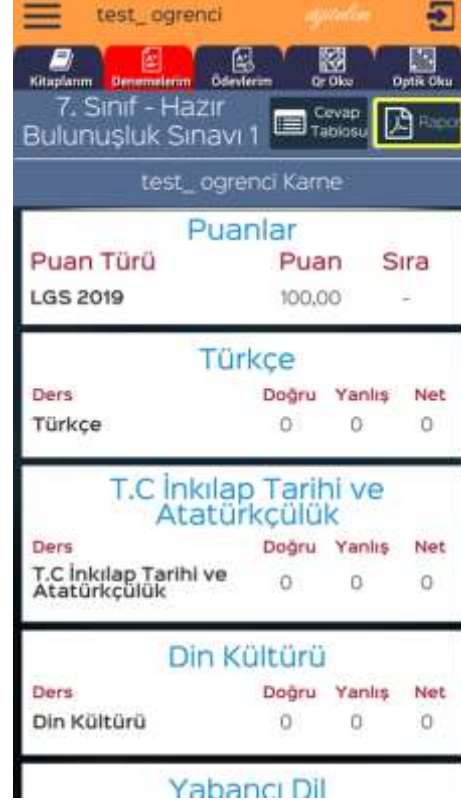 test_ ogrenci
dijitalim
Kitaplarım Denemelerim Ödevlerim Qr Oku Optik Oku
7. Sınıf - Hazır
Bulunuşluk Sınavı 1
Cevap
Tablosu
Rapor
test_ ogrenci Karne
Puanlar
Puan Türü Puan Sıra
LGS 2019 100,00 -
Türkçe
Ders Doğru Yanlış Net
Türkçe 0 0 0
T.C İnkılap Tarihi ve
Atatürkçülük
Ders Doğru Yanlış Net
T.C İnkılap Tarihi ve
Atatürkçülük 0 0 0
Din Kültürü
Ders Doğru Yanlış Net
Din Kültürü 0 0 0
Yabancı Dil